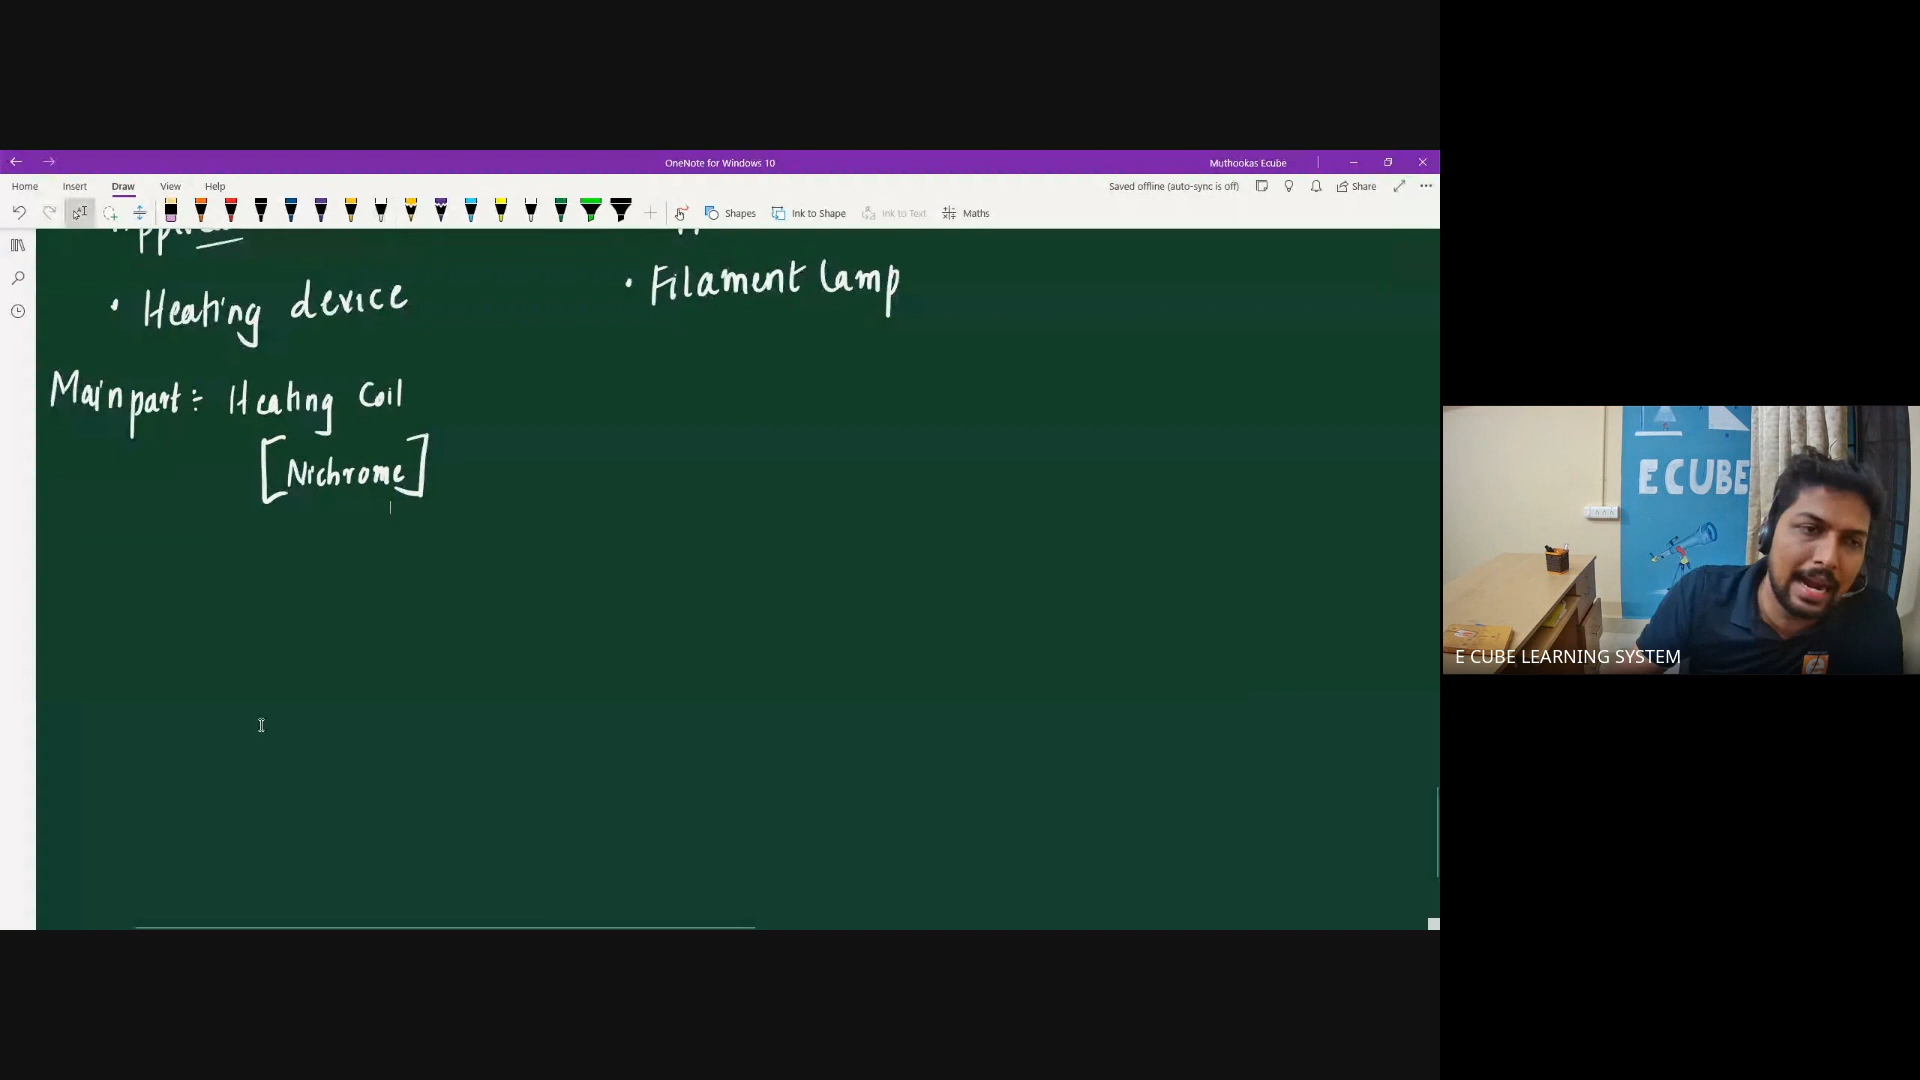 OneNote for Windows 10
Muthookas Ecube
Home Insert Draw View Help
Saved offline (auto-sync is off)
Share
Shapes
Ink to Shape
Ink to Text
Maths
• Heating device
• Filament lamp
Main part :- Heating Coil
[Nichrome]
E CUBE
E CUBE LEARNING SYSTEM